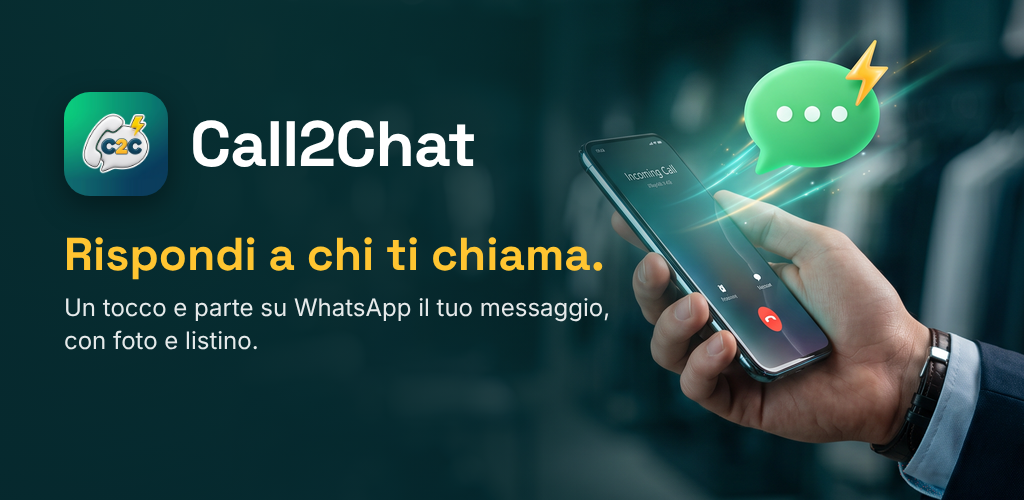 C2C
Call2Chat
Rispondi a chi ti chiama.
Un tocco e parte su WhatsApp il tuo messaggio,
con foto e listino.
Incoming Call